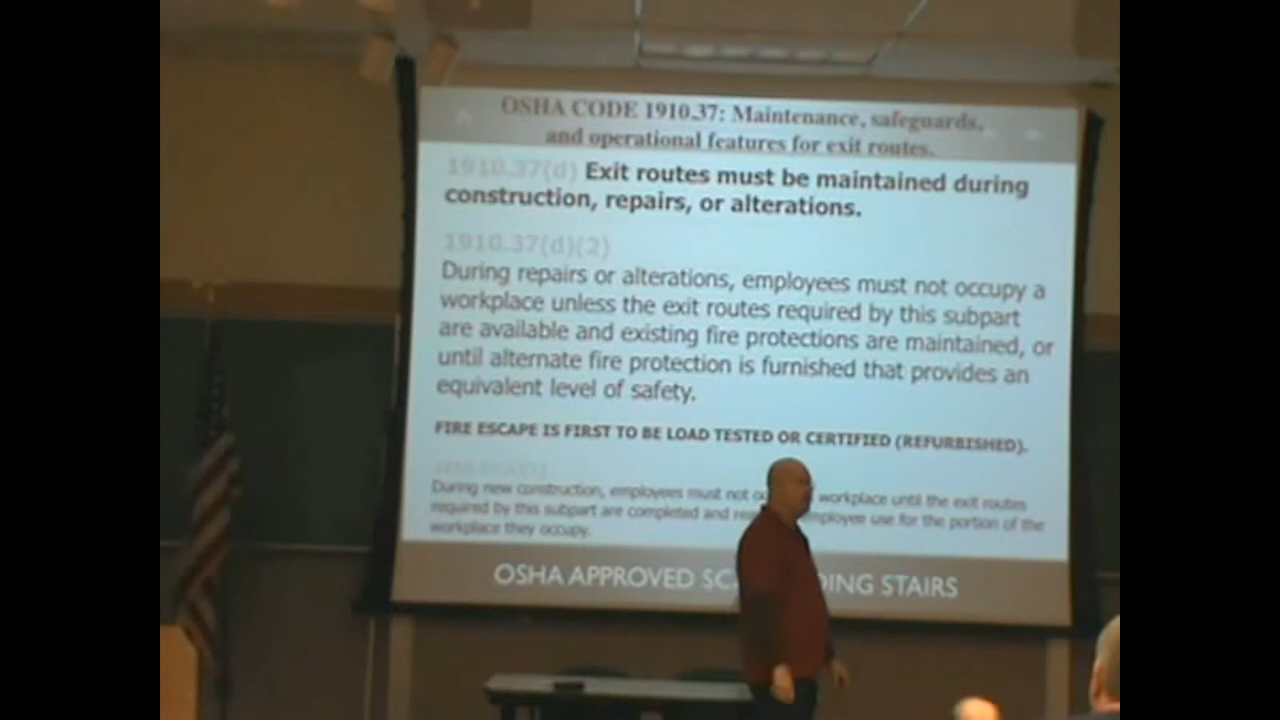 OSHA CODE 1910.37: Maintenance, safeguards,
and operational features for exit routes.
1910.37(d) Exit routes must be maintained during
construction, repairs, or alterations.
1910.37(d)(2)
During repairs or alterations, employees must not occupy a
workplace unless the exit routes required by this subpart
are available and existing fire protections are maintained, or
until alternate fire protection is furnished that provides an
equivalent level of safety.
FIRE ESCAPE IS FIRST TO BE LOAD TESTED OR CERTIFIED (REFURBISHED).
During new construction, employees must not workplace until the exit routes
required by this subpart are completed and employee use for the portion of the
workplace they occupy.
OSHA APPROVED STAIRS